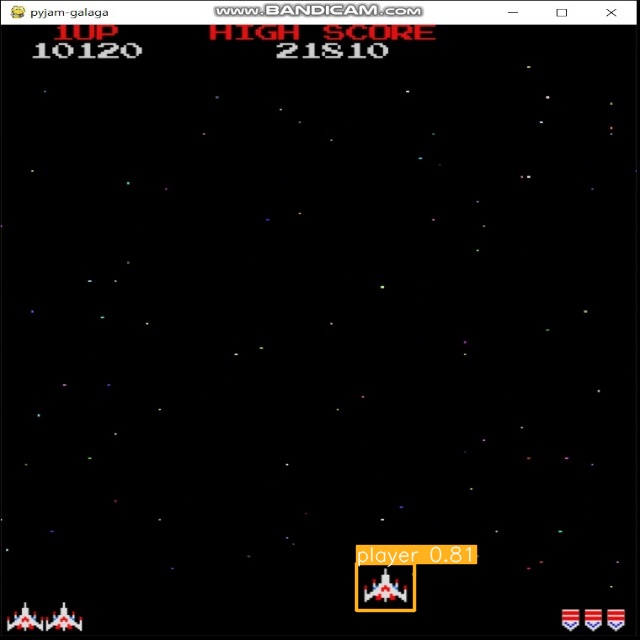 pyjam-galaga
www.BANDICAM.com
1UP
HIGH SCORE
10120
21810
player 0.81